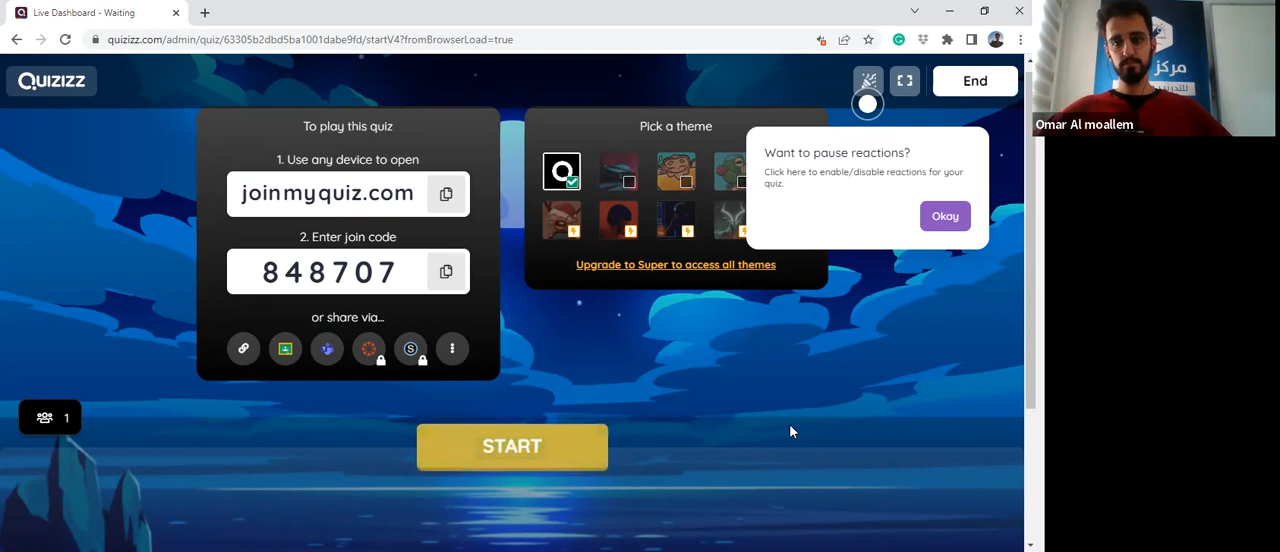 Live Dashboard - Waiting
quizizz.com/admin/quiz/63305b2dbd5ba1001dabe9fd/startV4?fromBrowserLoad=true
QUIZIZZ
End
To play this quiz
1. Use any device to open
joinmyquiz.com
2. Enter join code
848707
or share via...
Pick a theme
Upgrade to Super to access all themes
Want to pause reactions?
Click here to enable/disable reactions for your
quiz.
Okay
1
START
مركز
للتدريب
Omar Al moallem